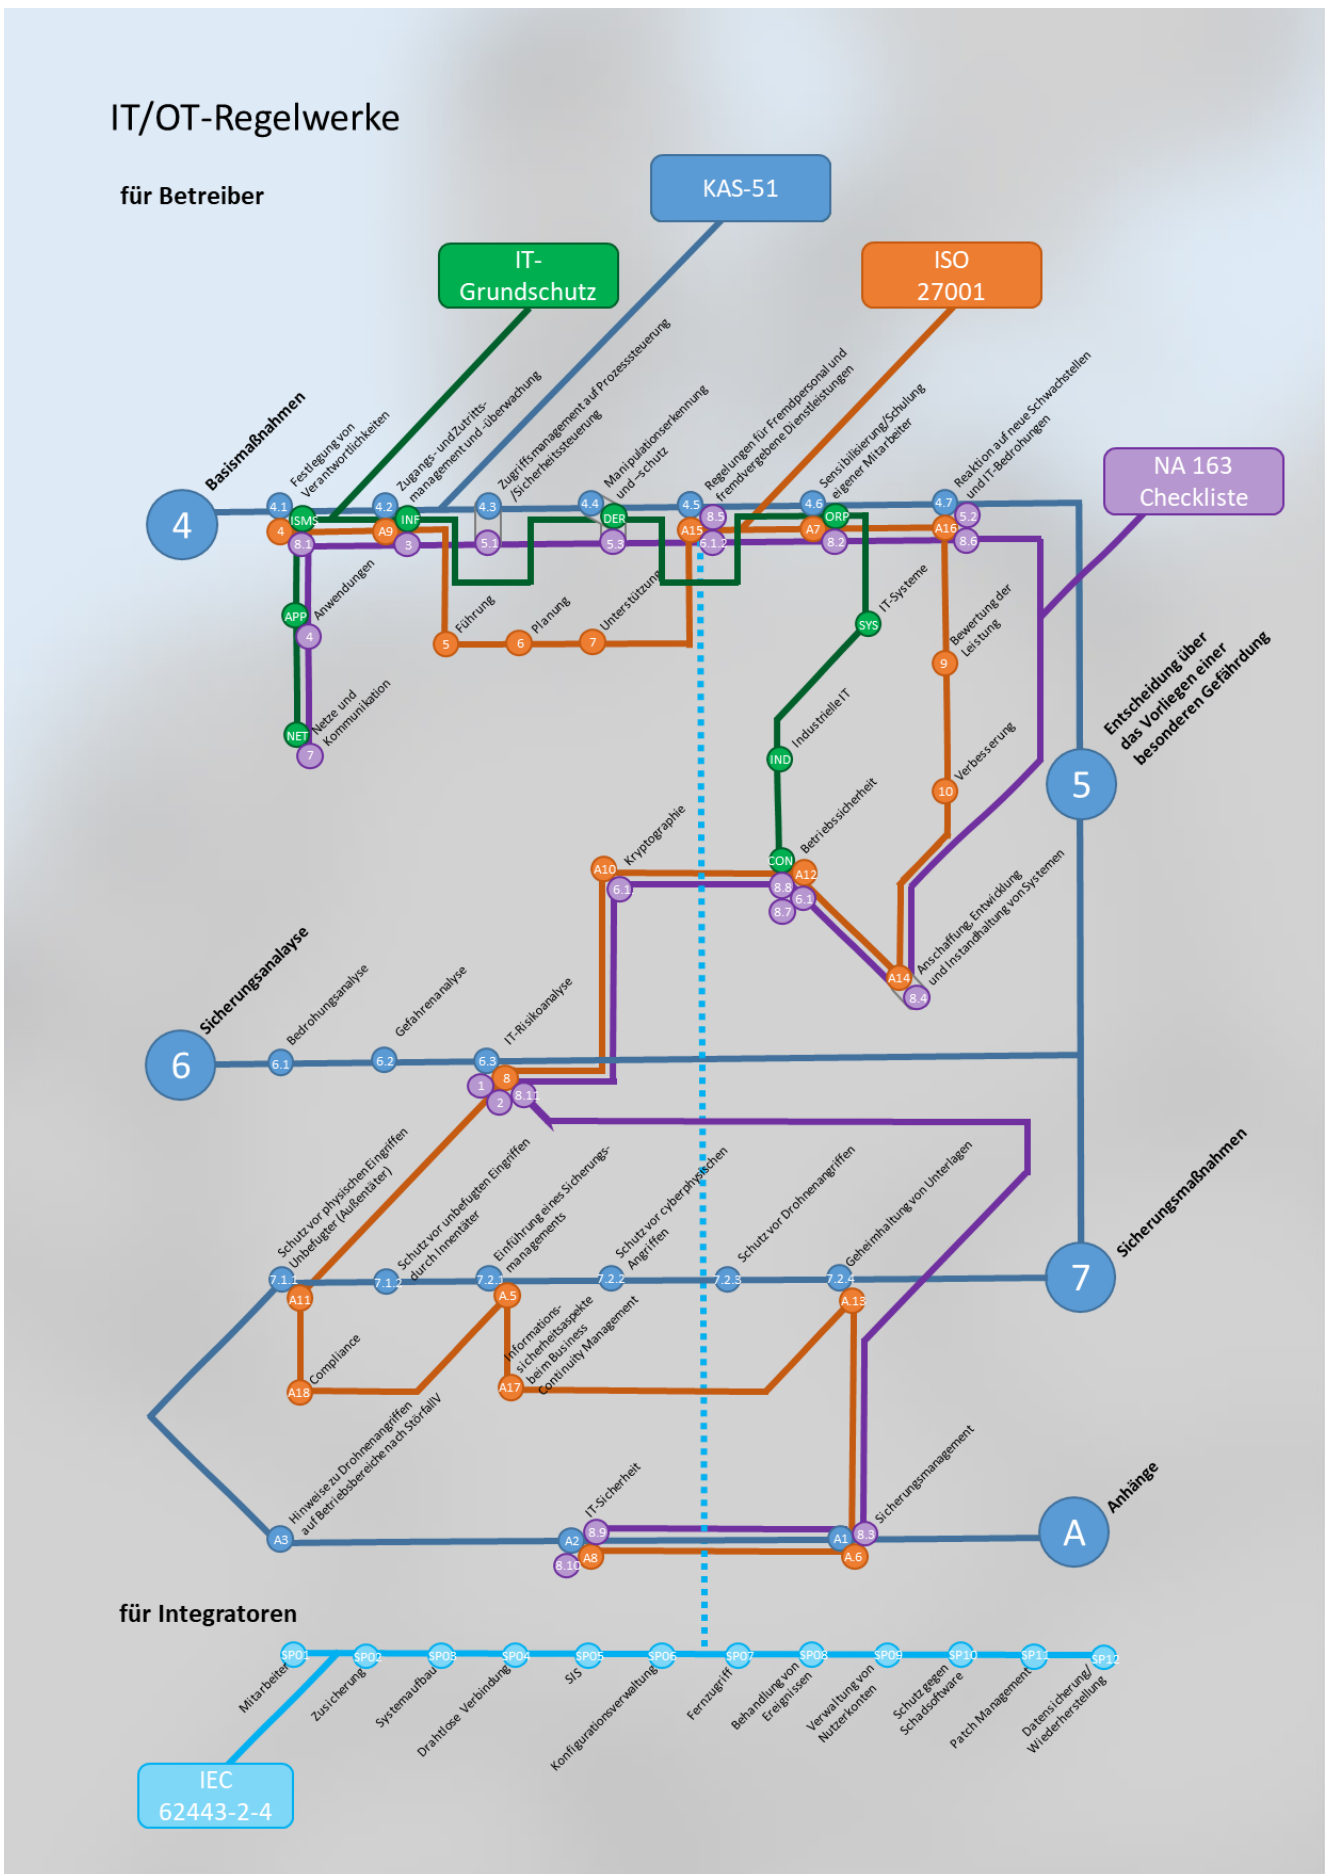 IT/OT-Regelwerke
für Betreiber
KAS-51
IT-
Grundschutz
ISO
27001
NA 163
Checkliste
Basismaßnahmen
4
Festlegung von
Verantwortlichkeiten
Zugangs- und Zutritts-
management und -überwachung
Zugriffsmanagement auf Prozesssteuerung
/Sicherheitssteuerung
Manipulationserkennung
und –schutz
Regelungen für Fremdpersonal und
fremdvergebene Dienstleistungen
Sensibilisierung/Schulung
eigener Mitarbeiter
Reaktion auf neue Schwachstellen
und IT-Bedrohungen
4.1
4.2
4.3
4.4
4.5
4.6
4.7
ISMS
INF
DER
8.5
ORP
5.2
4
A9
A15
A7
A16
8.1
3
5.1
5.3
6.1.2
8.2
8.6
APP
4
Anwendungen
5
Führung
6
Planung
7
Unterstützung
SYS
IT-Systeme
9
Bewertung der
Leistung
NET
7
Netze und
Kommunikation
IND
Industrielle IT
10
Verbesserung
5
Entscheidung über
das Vorliegen einer
besonderen Gefährdung
A10
6.1
Kryptographie
CON
A12
8.8
6.1
8.7
Betriebssicherheit
A14
8.4
Anschaffung, Entwicklung
und Instandhaltung von Systemen
Sicherungsanalayse
6
6.1
Bedrohungsanalyse
6.2
Gefahrenanalyse
6.3
IT-Risikoanalyse
8
1
2
8.11
Schutz vor physischen Eingriffen
Unbefugter (Außentäter)
Schutz vor unbefugten Eingriffen
durch Innentäter
Einführung eines Sicherungs-
managements
Schutz vor cyberphysischen
Angriffen
Schutz vor Drohnenangriffen
Geheimhaltung von Unterlagen
Sicherungsmaßnahmen
7.1.1
7.1.2
7.2.1
7.2.2
7.2.3
7.2.4
7
A11
A.5
A.13
A18
Compliance
A17
Informations-
sicherheitsaspekte
beim Business
Continuity Management
A3
Hinweise zu Drohnenangriffen
auf Betriebsbereiche nach StörfallV
A2
8.9
A8
8.10
IT-Sicherheit
A1
8.3
A.6
Sicherungsmanagement
A
Anhänge
für Integratoren
SP01
SP02
SP03
SP04
SP05
SP06
SP07
SP08
SP09
SP10
SP11
SP12
Mitarbeiter
Zusicherung
Systemaufbau
Drahtlose Verbindung
SIS
Konfigurationsverwaltung
Fernzugriff
Behandlung von
Ereignissen
Verwaltung von
Nutzerkonten
Schutz gegen
Schadsoftware
Patch Management
Datensicherung/
Wiederherstellung
IEC
62443-2-4